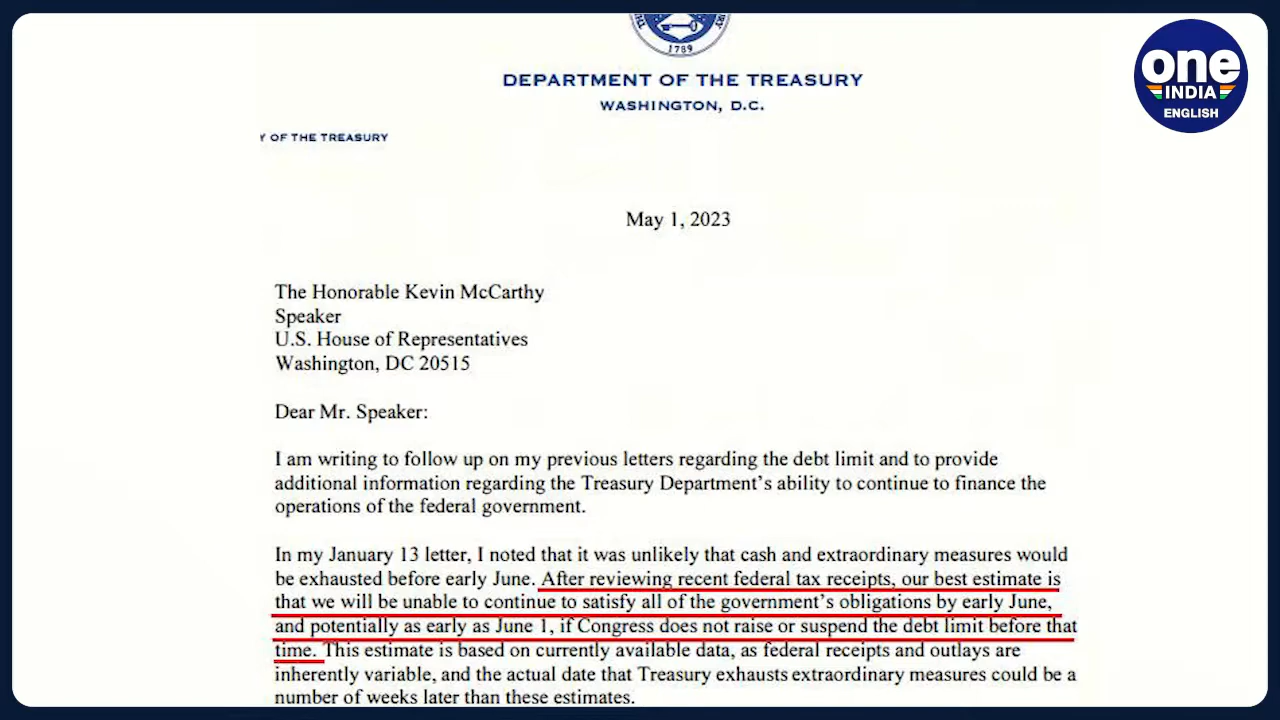 1789
DEPARTMENT OF THE TREASURY
WASHINGTON, D.C.
one
INDIA
ENGLISH
Y OF THE TREASURY
May 1, 2023
The Honorable Kevin McCarthy
Speaker
U.S. House of Representatives
Washington, DC 20515
Dear Mr. Speaker:
I am writing to follow up on my previous letters regarding the debt limit and to provide
additional information regarding the Treasury Department's ability to continue to finance the
operations of the federal government.
In my January 13 letter, I noted that it was unlikely that cash and extraordinary measures would
be exhausted before early June. After reviewing recent federal tax receipts, our best estimate is
that we will be unable to continue to satisfy all of the government's obligations by early June,
and potentially as early as June 1, if Congress does not raise or suspend the debt limit before that
time. This estimate is based on currently available data, as federal receipts and outlays are
inherently variable, and the actual date that Treasury exhausts extraordinary measures could be a
number of weeks later than these estimates.